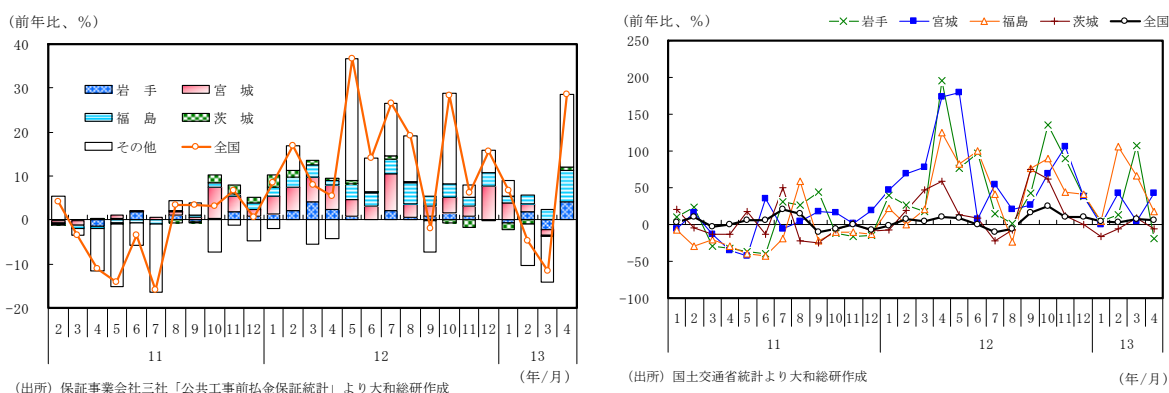 (前年比、%)
40
30
20
10
0
−10
−20
岩 手
宮 城
福 島
茨 城
その他
全国
2 3 4 5 6 7 8 9 10 11 12 1 2 3 4 5 6 7 8 9 10 11 12 1 2 3 4
11 12 13
(年/月)
(出所)保証事業会社三社「公共工事前払金保証統計」より大和総研作成
(前年比、%)
岩手 宮城 福島 茨城 全国
250
200
150
100
50
0
-50
-100
1 2 3 4 5 6 7 8 9 10 11 12 1 2 3 4 5 6 7 8 9 10 11 12 1 2 3 4
11 12 13
(出所)国土交通省統計より大和総研作成
(年/月)